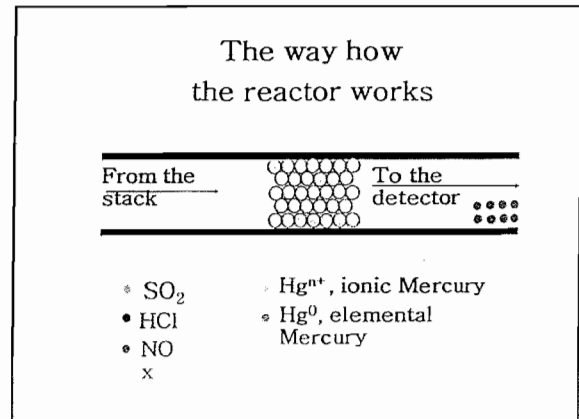 The way how
the reactor works
From the
stack
To the
detector
SO₂
HCl
NO
x
Hgⁿ⁺, ionic Mercury
Hg⁰, elemental
Mercury